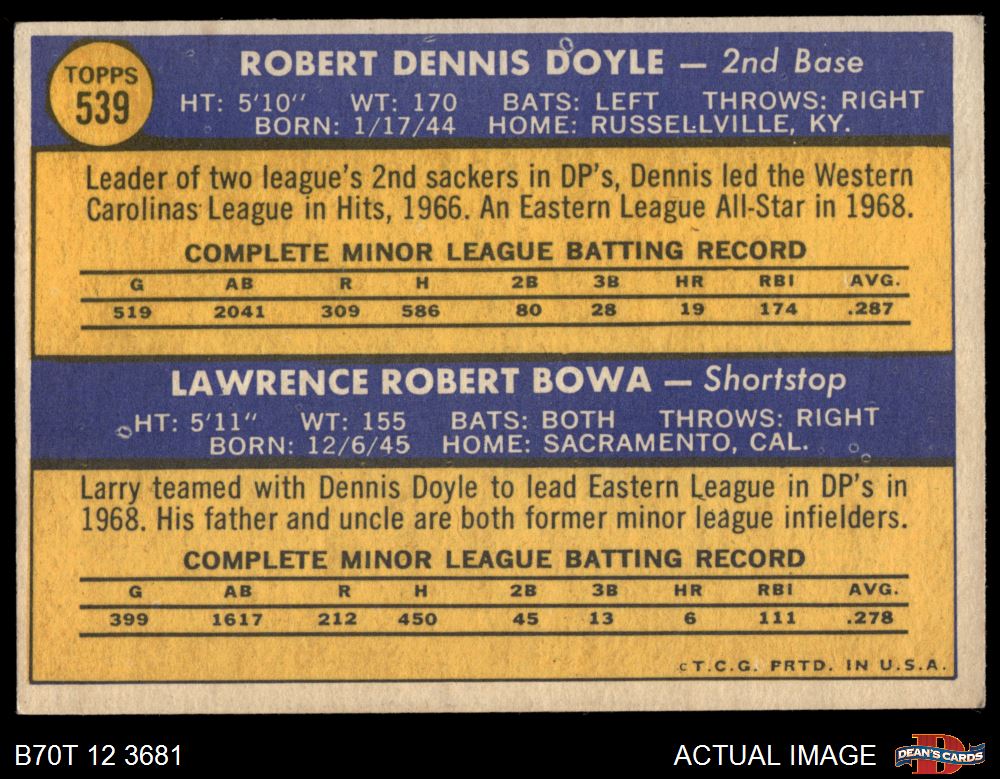 TOPPS
539
ROBERT DENNIS DOYLE — 2nd Base
HT: 5'10" WT: 170 BATS: LEFT THROWS: RIGHT
BORN: 1/17/44 HOME: RUSSELLVILLE, KY.
Leader of two league's 2nd sackers in DP's, Dennis led the Western
Carolinas League in Hits, 1966. An Eastern League All-Star in 1968.
COMPLETE MINOR LEAGUE BATTING RECORD
G AB R H 2B 3B HR RBI AVG.
519 2041 309 586 80 28 19 174 .287
LAWRENCE ROBERT BOWA — Shortstop
HT: 5'11" WT: 155 BATS: BOTH THROWS: RIGHT
BORN: 12/6/45 HOME: SACRAMENTO, CAL.
Larry teamed with Dennis Doyle to lead Eastern League in DP's in
1968. His father and uncle are both former minor league infielders.
COMPLETE MINOR LEAGUE BATTING RECORD
G AB R H 2B 3B HR RBI AVG.
399 1617 212 450 45 13 6 111 .278
©T.C.G. PRTD. IN U.S.A.
B70T 12 3681 ACTUAL IMAGE D DEAN'S CARDS